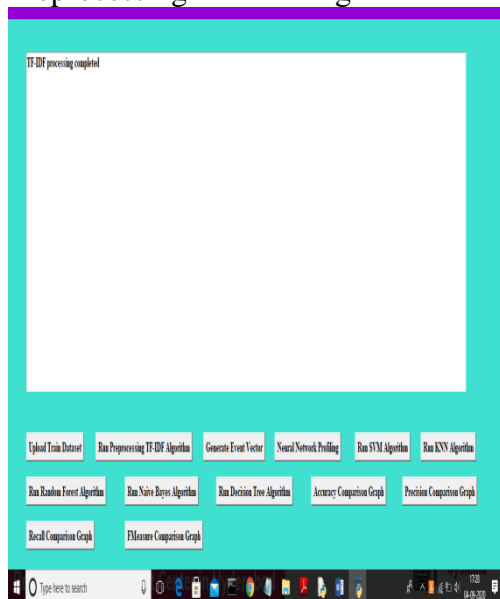 TF-IDF processing completed
Upload Train Dataset Run Preprocessing TF-IDF Algorithm Generate Event Vector Neural Network Profiling Run SVM Algorithm Run KNN Algorithm
Run Random Forest Algorithm Run Naive Bayes Algorithm Run Decision Tree Algorithm Accuracy Comparison Graph Precision Comparison Graph
Recall Comparison Graph FMeasure Comparison Graph
Type here to search
17:28
04-08-2020